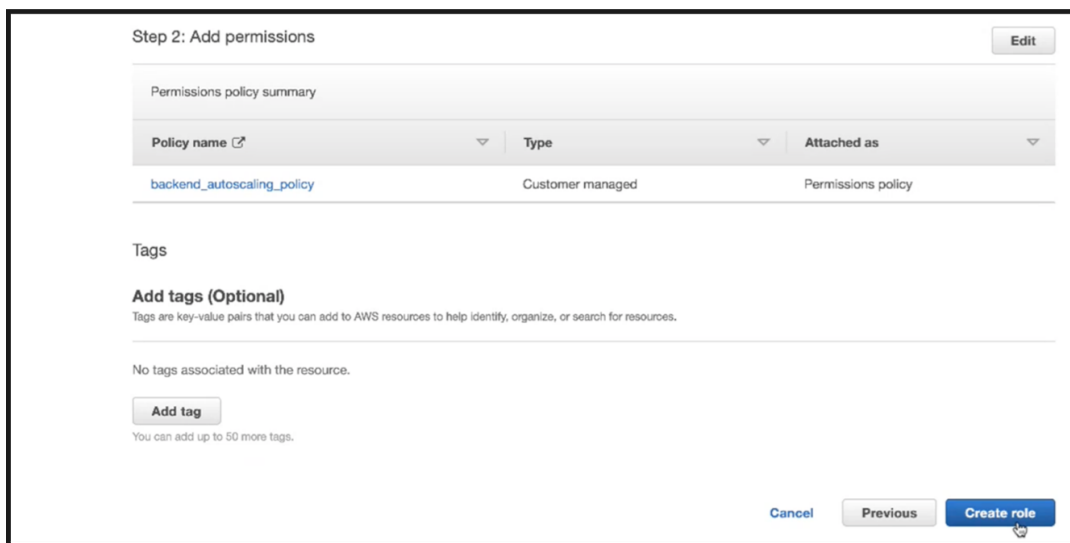 Step 2: Add permissions
Edit
Permissions policy summary
Policy name Type Attached as
backend_autoscaling_policy Customer managed Permissions policy
Tags
Add tags (Optional)
Tags are key-value pairs that you can add to AWS resources to help identify, organize, or search for resources.
No tags associated with the resource.
Add tag
You can add up to 50 more tags.
Cancel Previous Create role